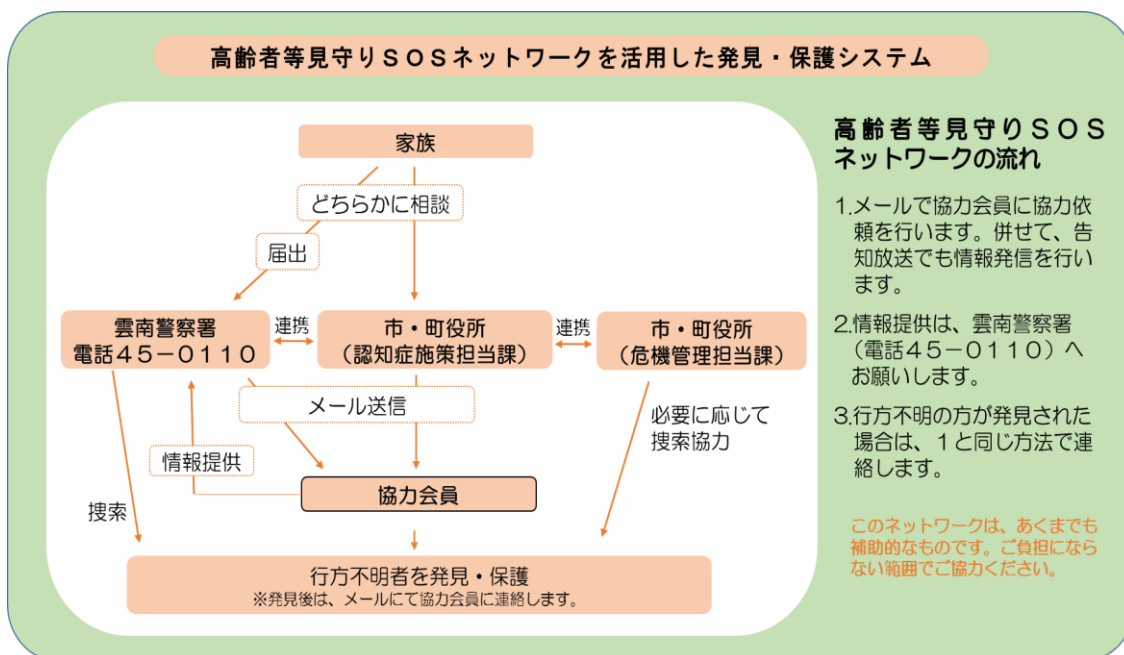 高齢者等見守りＳＯＳネットワークを活用した発見・保護システム
家族
どちらかに相談
届出
雲南警察署
電話４５－０１１０
連携
市・町役所
（認知症施策担当課）
連携
市・町役所
（危機管理担当課）
メール送信
情報提供
必要に応じて
捜索協力
捜索
協力会員
行方不明者を発見・保護
※発見後は、メールにて協力会員に連絡します。
高齢者等見守りＳＯＳ
ネットワークの流れ
1.メールで協力会員に協力依
頼を行います。併せて、告
知放送でも情報発信を行い
ます。
2.情報提供は、雲南警察署
（電話４５－０１１０）へ
お願いします。
3.行方不明の方が発見された
場合は、１と同じ方法で連
絡します。
このネットワークは、あくまでも
補助的なものです。ご負担になら
ない範囲でご協力ください。